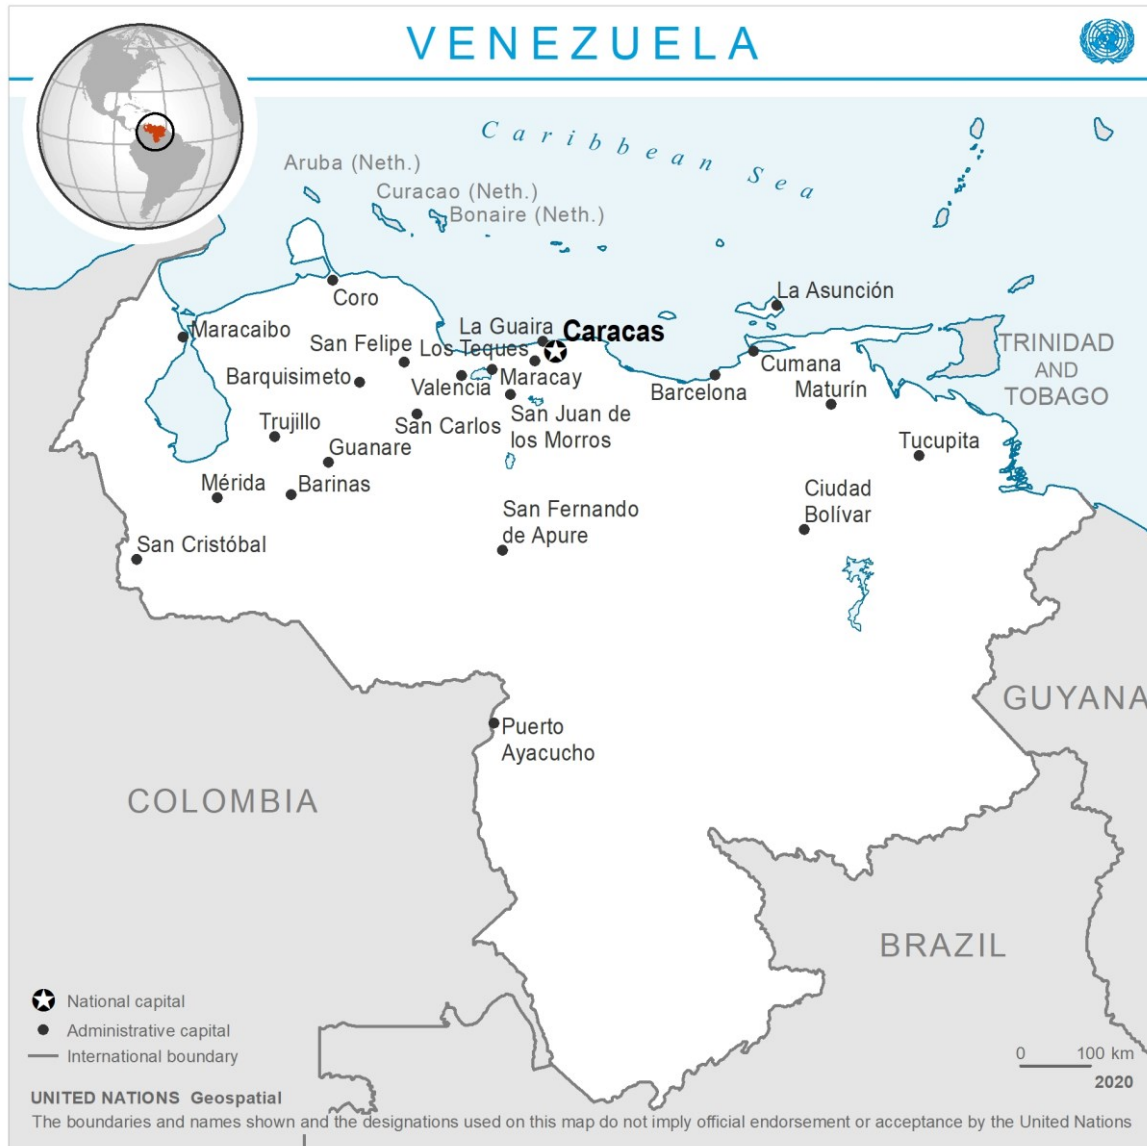 VENEZUELA
Caribbean Sea
Aruba (Neth.)
Curacao (Neth.)
Bonaire (Neth.)
Coro
La Asunción
Maracaibo
La Guaira
Caracas
San Felipe
Los Teques
TRINIDAD
AND
TOBAGO
Cumana
Barquisimeto
Valencia
Maracay
Barcelona
Maturín
San Juan de
los Morros
Trujillo
San Carlos
Guanare
Tucupita
Mérida
Barinas
Ciudad
Bolívar
San Fernando
de Apure
San Cristóbal
GUYANA
Puerto
Ayacucho
COLOMBIA
BRAZIL
National capital
Administrative capital
International boundary
0 100 km
2020
UNITED NATIONS Geospatial
The boundaries and names shown and the designations used on this map do not imply official endorsement or acceptance by the United Nations